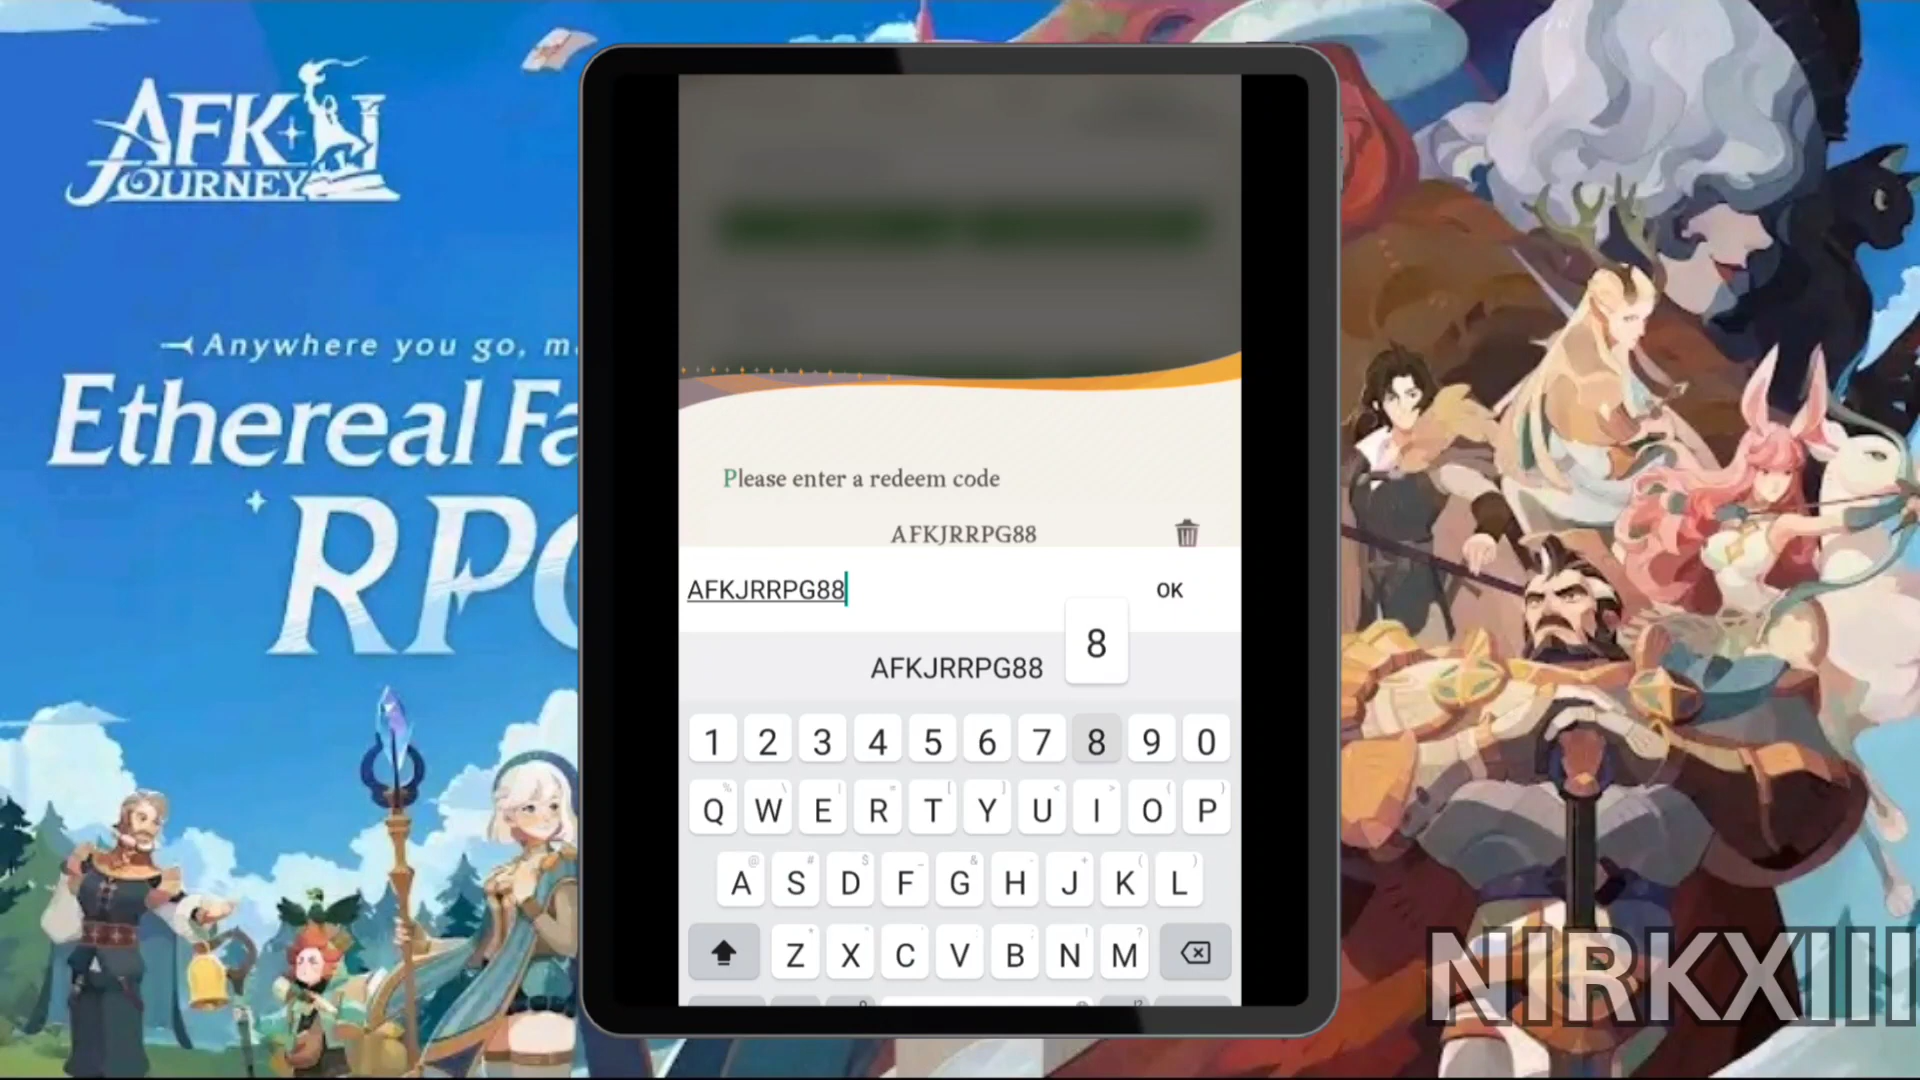 AFK
JOURNEY
Anywhere you go, m
Ethereal Fa
RPG
Please enter a redeem code
AFKJRRPG88
AFKJRRPG88
OK
AFKJRRPG88
8
1 2 3 4 5 6 7 8 9 0
Q W E R T Y U I O P
A S D F G H J K L
Z X C V B N M
NIRKXIII